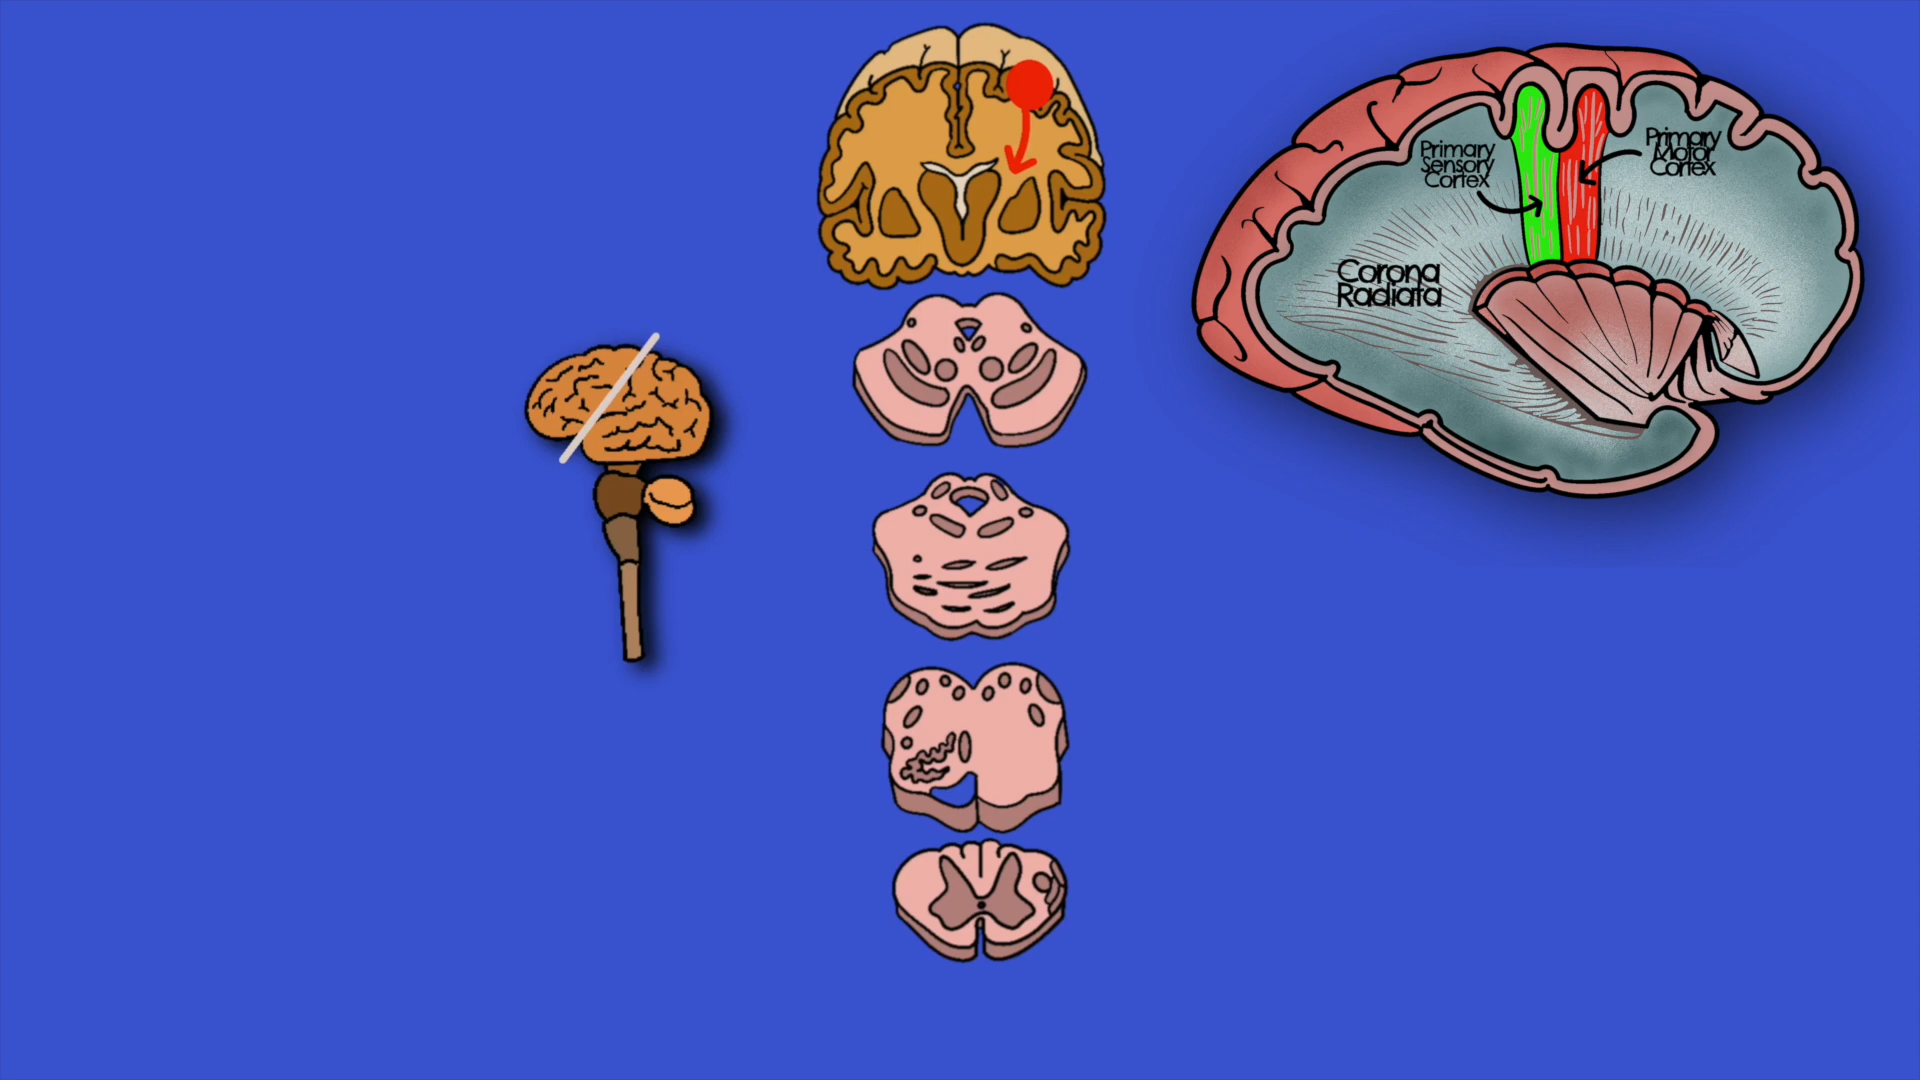 Primary
Sensory
Cortex
Primary
Motor
Cortex
Corona
Radiata